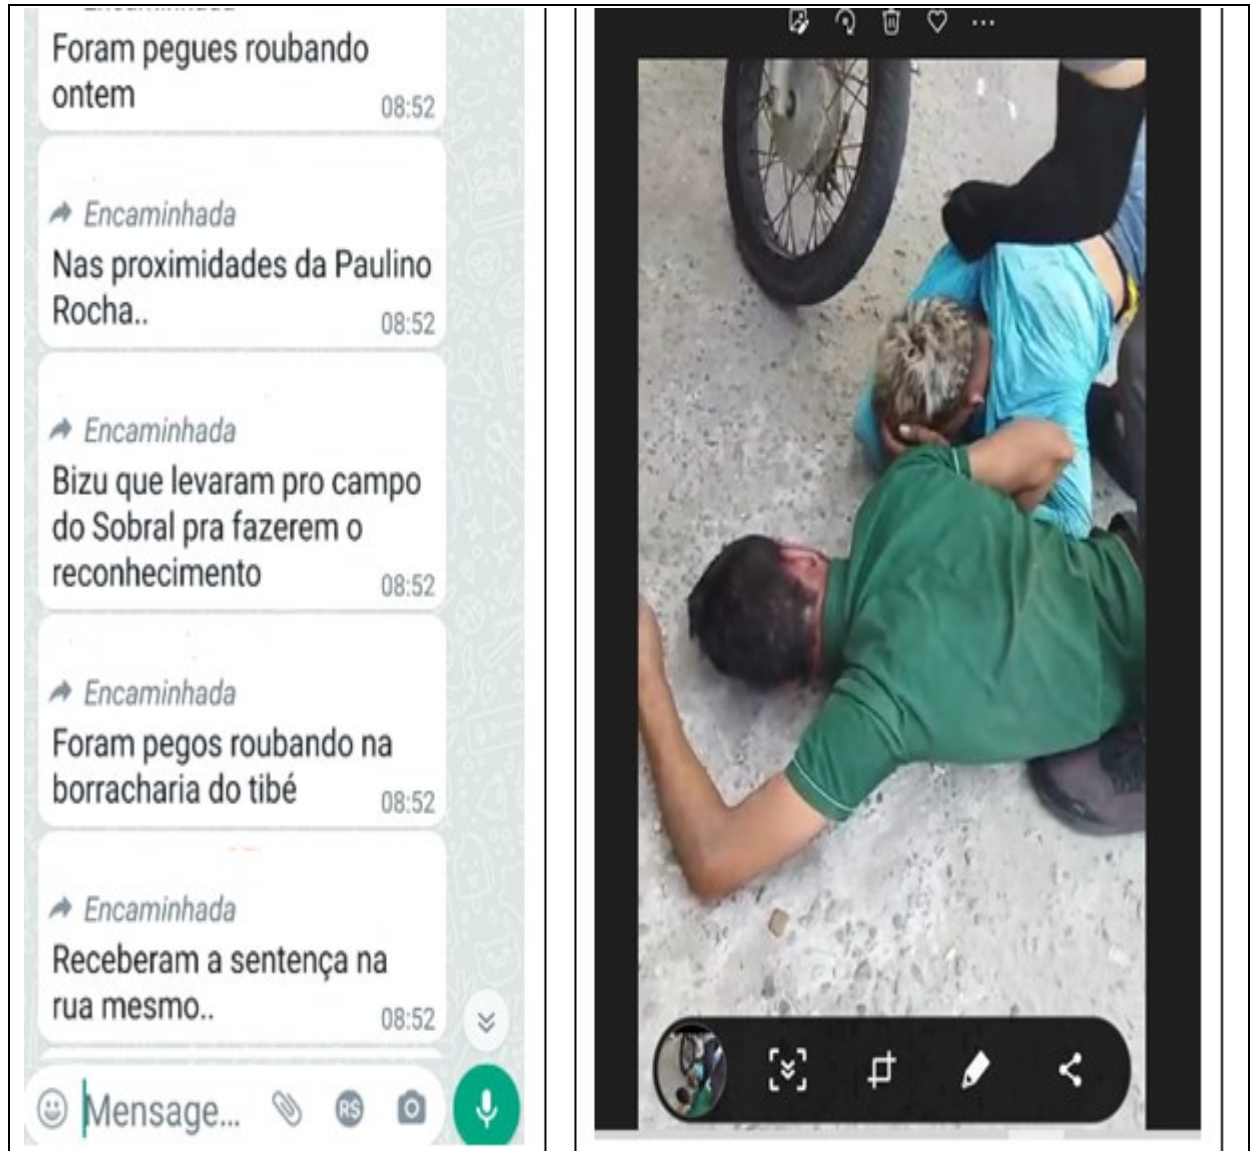 Foram pegues roubando
ontem
08:52
Encaminhada
Nas proximidades da Paulino
Rocha..
08:52
Encaminhada
Bizu que levaram pro campo
do Sobral pra fazerem o
reconhecimento
08:52
Encaminhada
Foram pegos roubando na
borracharia do tibé
08:52
Encaminhada
Receberam a sentença na
rua mesmo..
08:52
Mensage...
RS